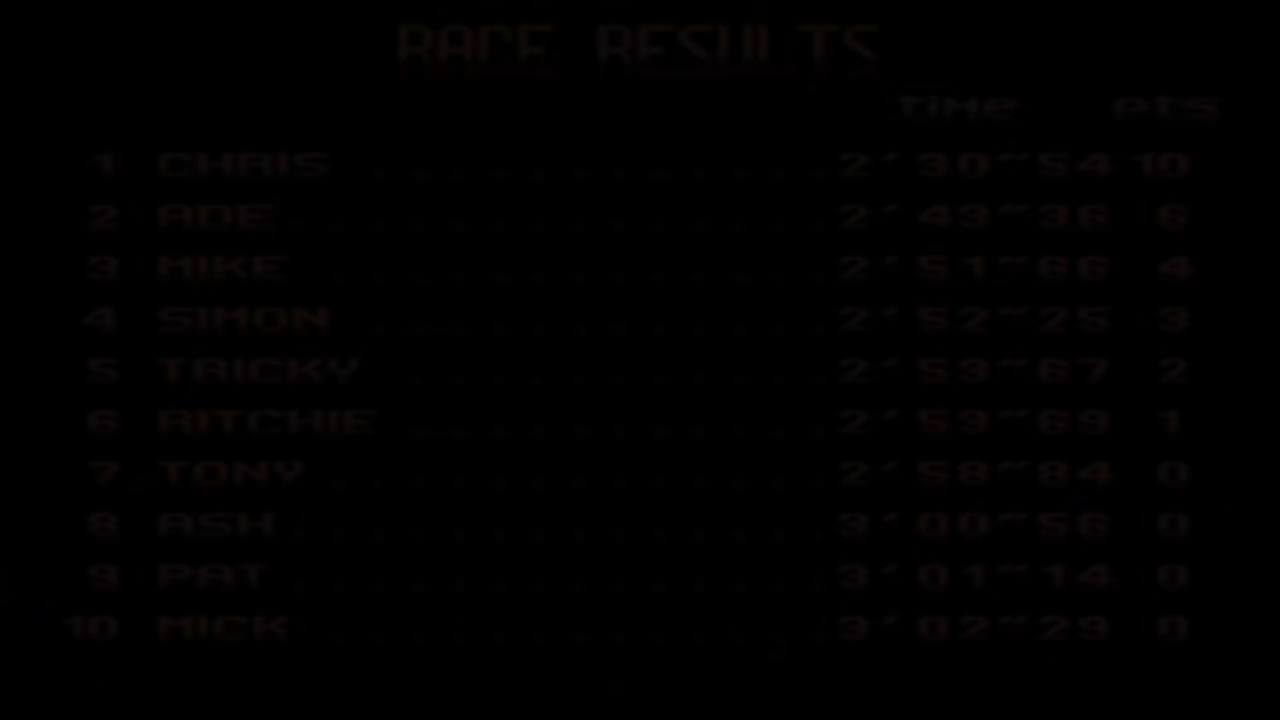 RACE RESULTS
time pts
1 CHRIS 2'30"54 10
2 ADE 2'43"36 6
3 MIKE 2'51"66 4
4 SIMON 2'52"25 3
5 TRICKY 2'53"67 2
6 RITCHIE 2'53"69 1
7 TONY 2'58"84 0
8 ASH 3'00"56 0
9 PAT 3'01"14 0
10 MICK 3'02"29 0